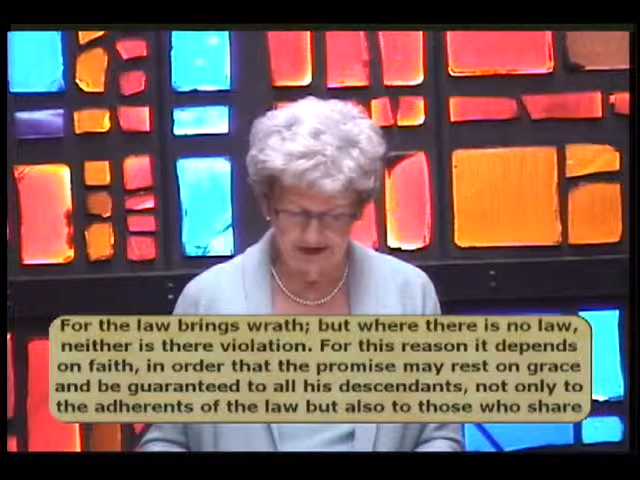 For the law brings wrath; but where there is no law,
neither is there violation. For this reason it depends
on faith, in order that the promise may rest on grace
and be guaranteed to all his descendants, not only to
the adherents of the law but also to those who share